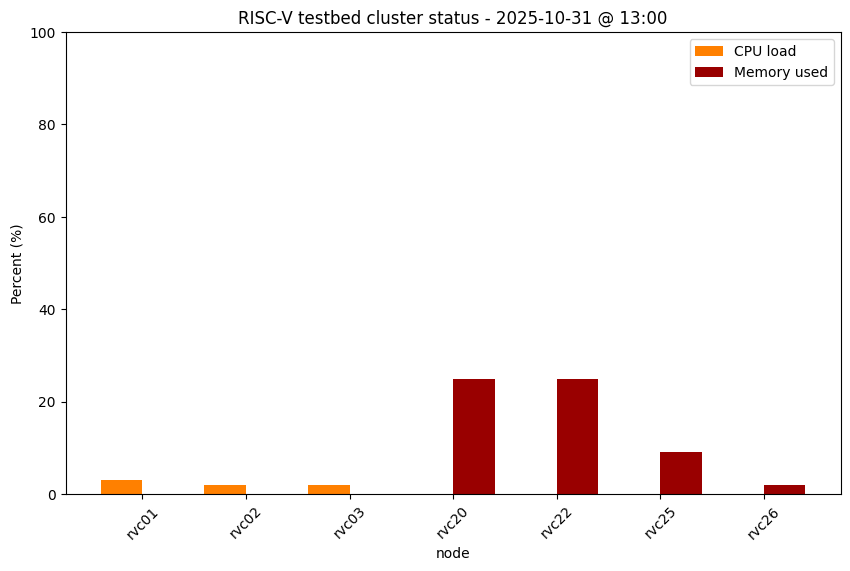 RISC-V testbed cluster status - 2025-10-31 @ 13:00
CPU load
Memory used
Percent (%)
100
80
60
40
20
0
rvc01
rvc02
rvc03
rvc20
rvc22
rvc25
rvc26
node